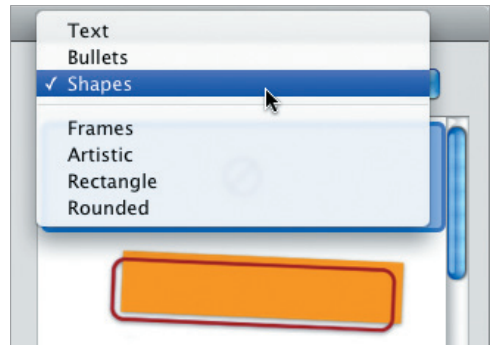 Text
Bullets
✓ Shapes
Frames
Artistic
Rectangle
Rounded